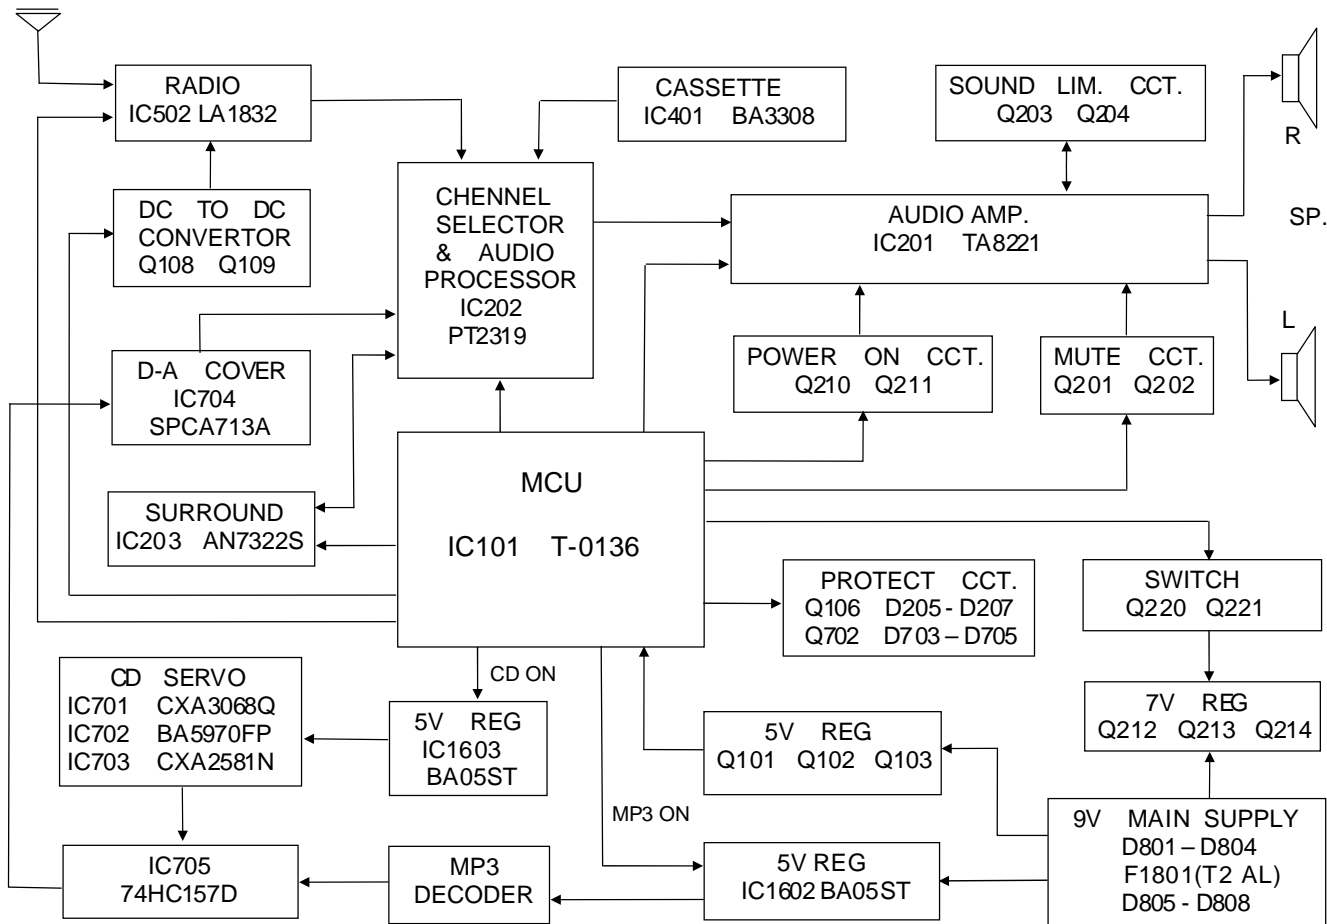 RADIO
IC502 LA1832
CASSETTE
IC401 BA3308
SOUND LIM. CCT.
Q203 Q204
R
DC TO DC
CONVERTOR
Q108 Q109
CHENNEL
SELECTOR
& AUDIO
PROCESSOR
IC202
PT2319
AUDIO AMP.
IC201 TA8221
SP.
L
D-A COVER
IC704
SPCA713A
POWER ON CCT.
Q210 Q211
MUTE CCT.
Q201 Q202
SURROUND
IC203 AN7322S
MCU
IC101 T-0136
PROTECT CCT.
Q106 D205-D207
Q702 D703–D705
SWITCH
Q220 Q221
CD SERVO
IC701 CXA3068Q
IC702 BA5970FP
IC703 CXA2581N
CD ON
5V REG
IC1603
BA05ST
5V REG
Q101 Q102 Q103
7V REG
Q212 Q213 Q214
MP3 ON
IC705
74HC157D
MP3
DECODER
5V REG
IC1602 BA05ST
9V MAIN SUPPLY
D801–D804
F1801(T2 AL)
D805 - D808